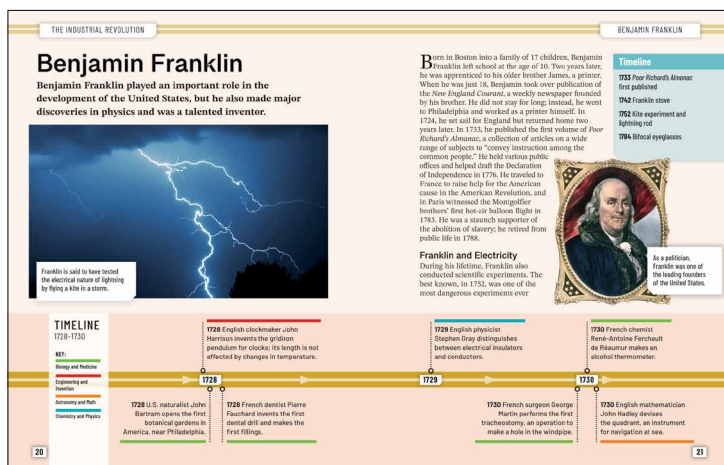 THE INDUSTRIAL REVOLUTION
Benjamin Franklin
Benjamin Franklin played an important role in the
development of the United States, but he also made major
discoveries in physics and was a talented inventor.
Franklin is said to have tested
the electrical nature of lightning
by flying a kite in a storm.
BENJAMIN FRANKLIN
Born in Boston into a family of 17 children, Benjamin
Franklin left school at the age of 10. Two years later,
he was apprenticed to his older brother James, a printer.
When he was just 18, Benjamin took over publication of
the New England Courant, a weekly newspaper founded
by his brother. He did not stay for long; instead, he went
to Philadelphia and worked as a printer himself. In
1724, he set sail for England but returned home two
years later. In 1733, he published the first volume of Poor
Richard's Almanac, a collection of articles on a wide
range of subjects to "convey instruction among the
common people." He held various public
offices and helped draft the Declaration
of Independence in 1776. He traveled to
France to raise help for the American
cause in the American Revolution, and
in Paris witnessed the Montgolfier
brothers' first hot-air balloon flight in
1783. He was a staunch supporter of
the abolition of slavery; he retired from
public life in 1788.
Franklin and Electricity
During his lifetime, Franklin also
conducted scientific experiments. The
best known, in 1752, was one of the
most dangerous experiments ever
Timeline
1733 Poor Richard's Almanac
first published
1742 Franklin stove
1752 Kite experiment and
lightning rod
1784 Bifocal eyeglasses
As a politician,
Franklin was one of
the leading founders
of the United States.
TIMELINE
1728–1730
KEY:
Biology and Medicine
Engineering and
Invention
Astronomy and Math
Chemistry and Physics
1728 English clockmaker John
Harrison invents the gridiron
pendulum for clocks; its length is not
affected by changes in temperature.
1728
1728 U.S. naturalist John
Bartram opens the first
botanical gardens in
America, near Philadelphia.
1728 French dentist Pierre
Fauchard invents the first
dental drill and makes the
first fillings.
1729 English physicist
Stephen Gray distinguishes
between electrical insulators
and conductors.
1729
1730 French chemist
René-Antoine Ferchault
de Réaumur makes an
alcohol thermometer.
1730
1730 French surgeon George
Martin performs the first
tracheostomy, an operation to
make a hole in the windpipe.
1730 English mathematician
John Hadley devises
the quadrant, an instrument
for navigation at sea.
20
21